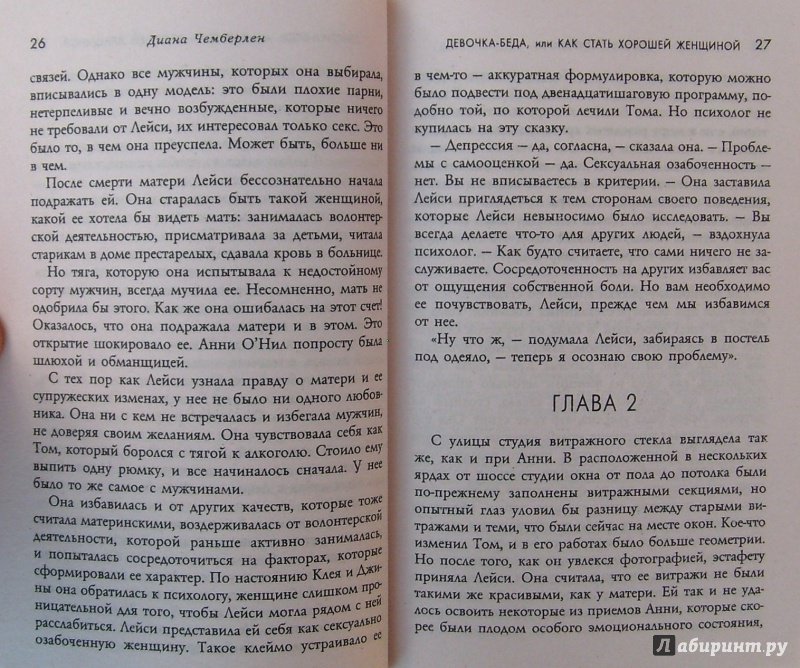 26
Диана Чемберлен
связей. Однако все мужчины, которых она выбирала,
вписывались в одну модель: это были плохие парни,
нетерпеливые и вечно возбужденные, которые ничего
не требовали от Лейси, их интересовал только секс. Это
было то, в чем она преуспела. Может быть, больше ни
в чем.
После смерти матери Лейси бессознательно начала
подражать ей. Она старалась быть такой женщиной,
какой ее хотела бы видеть мать: занималась волонтер-
ской деятельностью, присматривала за детьми, читала
старикам в доме престарелых, сдавала кровь в больнице.
Но тяга, которую она испытывала к недостойному
сорту мужчин, всегда мучила ее. Несомненно, мать не
одобрила бы этого. Как же она ошибалась на этот счет!
Оказалось, что она подражала матери и в этом. Это
открытие шокировало ее. Анни О’Нил попросту была
шлюхой и обманщицей.
С тех пор как Лейси узнала правду о матери и ее
супружеских изменах, у нее не было ни одного любов-
ника. Она ни с кем не встречалась и избегала мужчин,
не доверяя своим желаниям. Она чувствовала себя как
Том, который боролся с тягой к алкоголю. Стоило ему
выпить одну рюмку, и все начиналось сначала. У нее
было то же самое с мужчинами.
Она избавилась и от других качеств, которые тоже
считала материнскими, воздерживалась от волонтерской
деятельности, которой раньше активно занималась,
и попыталась сосредоточиться на факторах, которые
сформировали ее характер. По настоянию Клея и Джи-
ны она обратилась к психологу, женщине слишком про-
ницательной для того, чтобы Лейси могла рядом с ней
расслабиться. Лейси представила ей себя как сексуально
озабоченную женщину. Такое клеймо устраивало ее
ДЕВОЧКА-БЕДА, или КАК СТАТЬ ХОРОШЕЙ ЖЕНЩИНОЙ 27
в чем-то — аккуратная формулировка, которую можно
было подвести под двенадцатишаговую программу, по-
добно той, по которой лечили Тома. Но психолог не
купилась на эту сказку.
— Депрессия — да, согласна, — сказала она. — Пробле-
мы с самооценкой — да. Сексуальная озабоченность —
нет. Вы не вписываетесь в критерии. — Она заставила
Лейси приглядеться к тем сторонам своего поведения,
которые Лейси невыносимо было исследовать. — Вы
всегда делаете что-то для других людей, — вздохнула
психолог. — Как будто считаете, что сами ничего не за-
служиваете. Сосредоточенность на других избавляет вас
от ощущения собственной боли. Но вам необходимо
ее почувствовать, Лейси, прежде чем мы избавимся
от нее.
«Ну что ж, — подумала Лейси, забираясь в постель
под одеяло, — теперь я осознаю свою проблему».
ГЛАВА 2
С улицы студия витражного стекла выглядела так
же, как и при Анни. В расположенной в нескольких
ярдах от шоссе студии окна от пола до потолка были
по-прежнему заполнены витражными секциями, но
опытный глаз уловил бы разницу между старыми ви-
тражами и теми, что были сейчас на месте окон. Кое-что
изменил Том, и в его работах было больше геометрии.
Но после того, как он увлекся фотографией, эстафету
приняла Лейси. Она считала, что ее витражи не были
такими же красивыми, как у матери. Ей так и не уда-
лось освоить некоторые из приемов Анни, которые ско-
рее были плодом особого эмоционального состояния,
Лабиринт.ру